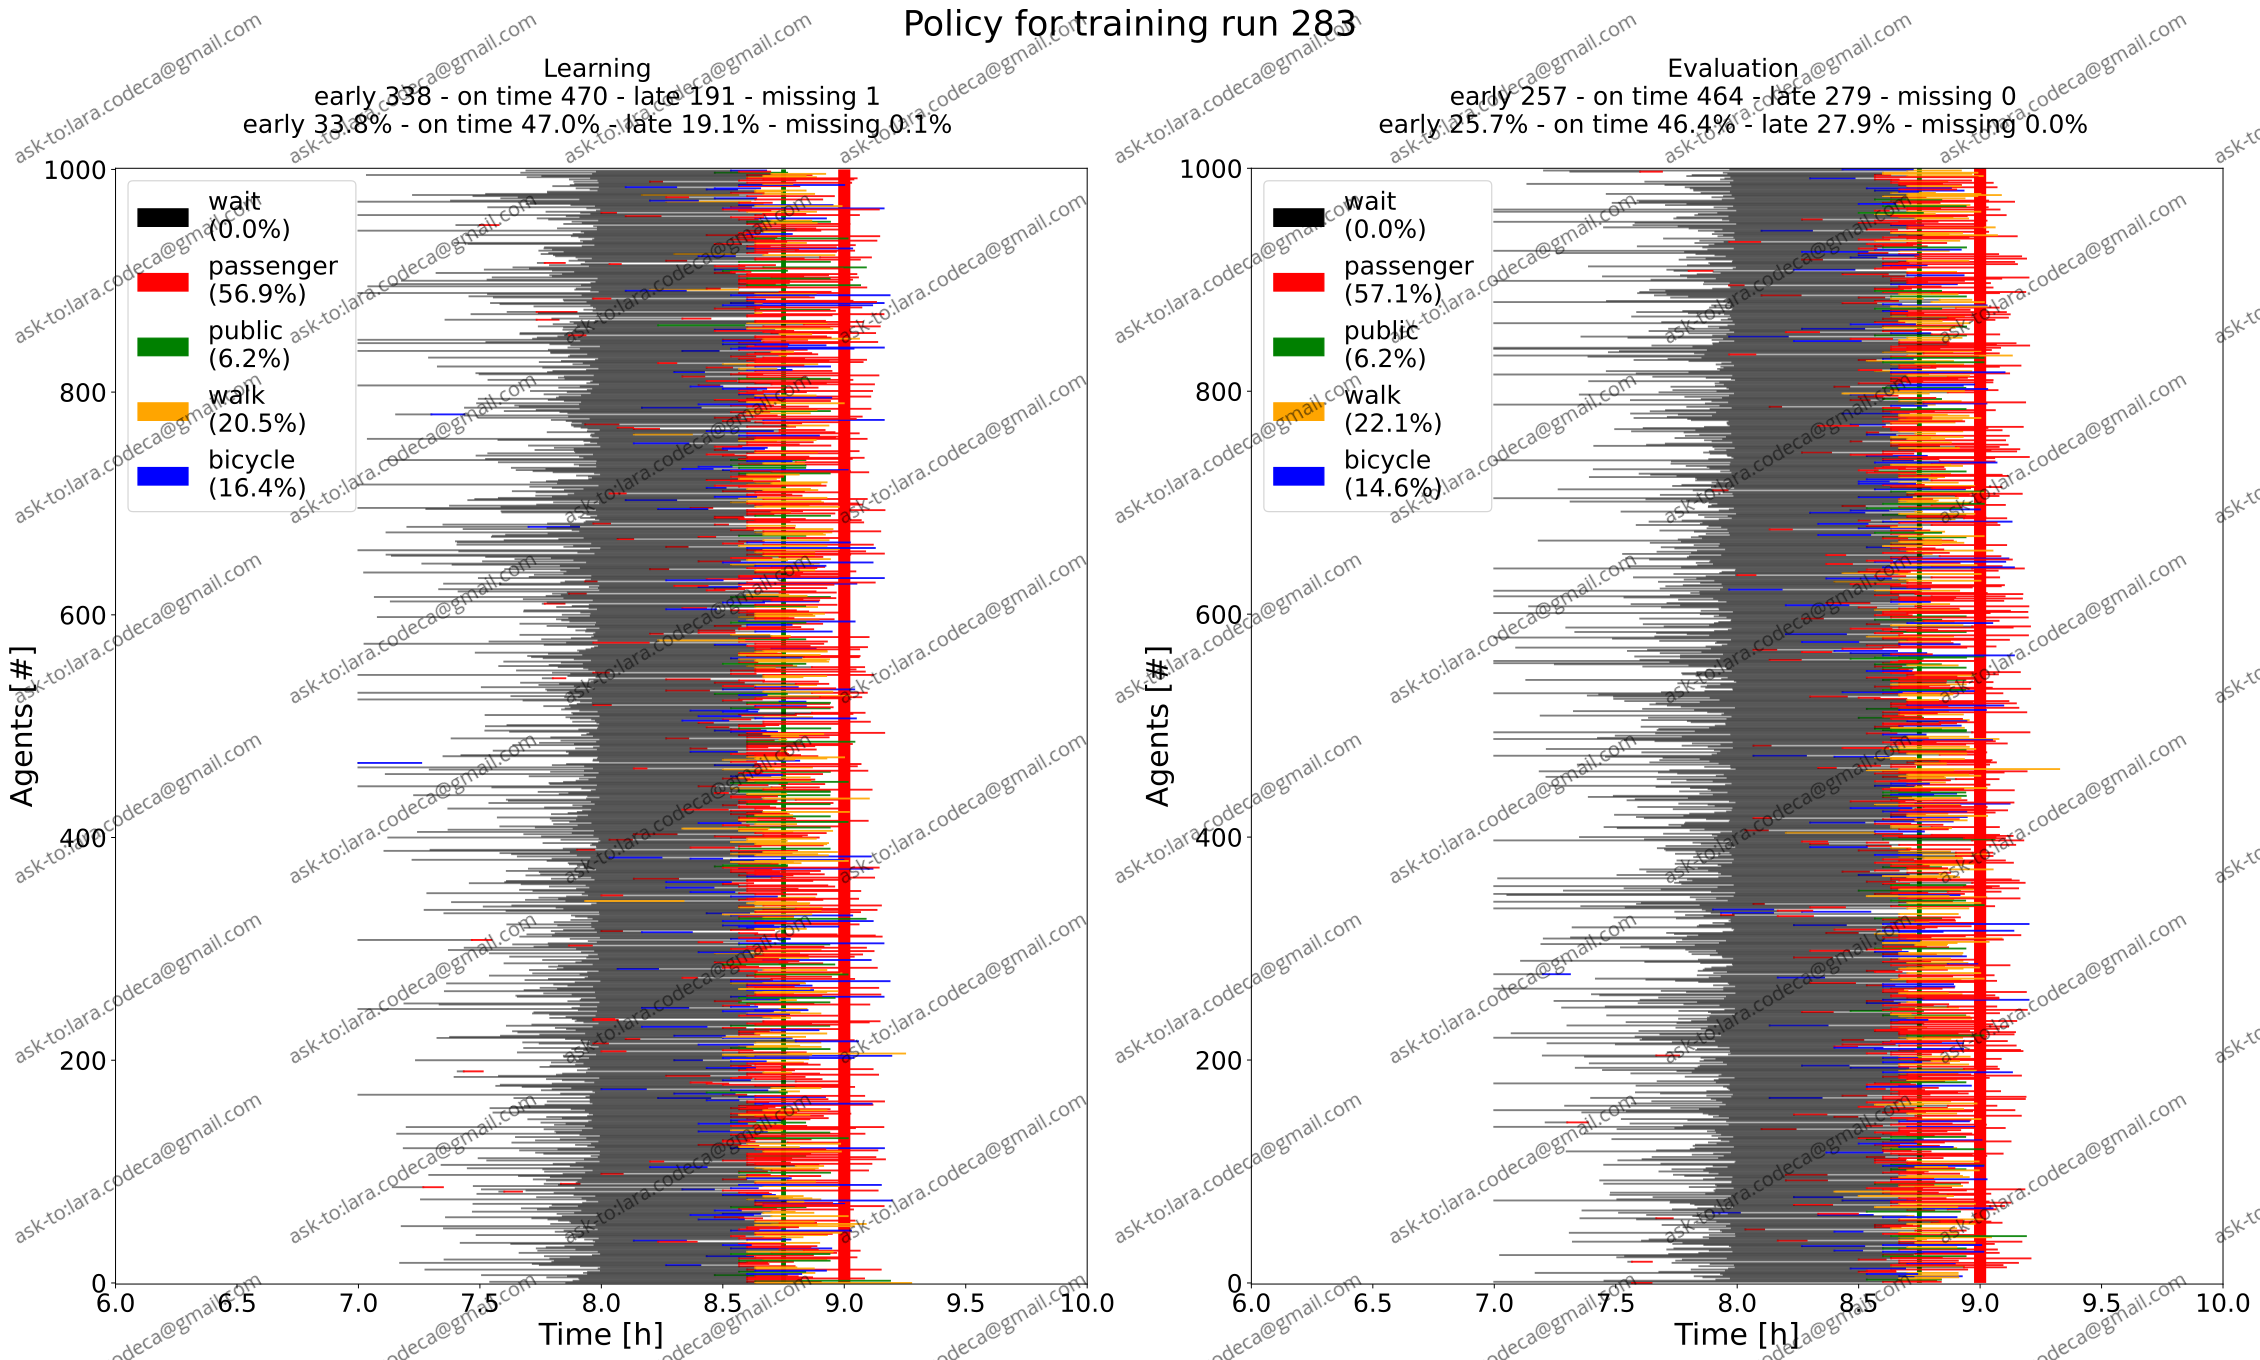 Policy for training run 283
Learning
early 338 - on time 470 - late 191 - missing 1
early 33.8% - on time 47.0% - late 19.1% - missing 0.1%
wait
(0.0%)
passenger
(56.9%)
public
(6.2%)
walk
(20.5%)
bicycle
(16.4%)
1000
800
600
400
200
0
Agents [#]
6.0 6.5 7.0 7.5 8.0 8.5 9.0 9.5 10.0
Time [h]
Evaluation
early 257 - on time 464 - late 279 - missing 0
early 25.7% - on time 46.4% - late 27.9% - missing 0.0%
wait
(0.0%)
passenger
(57.1%)
public
(6.2%)
walk
(22.1%)
bicycle
(14.6%)
1000
800
600
400
200
0
Agents [#]
6.0 6.5 7.0 7.5 8.0 8.5 9.0 9.5 10.0
Time [h]
ask-to:lara.codeca@gmail.com